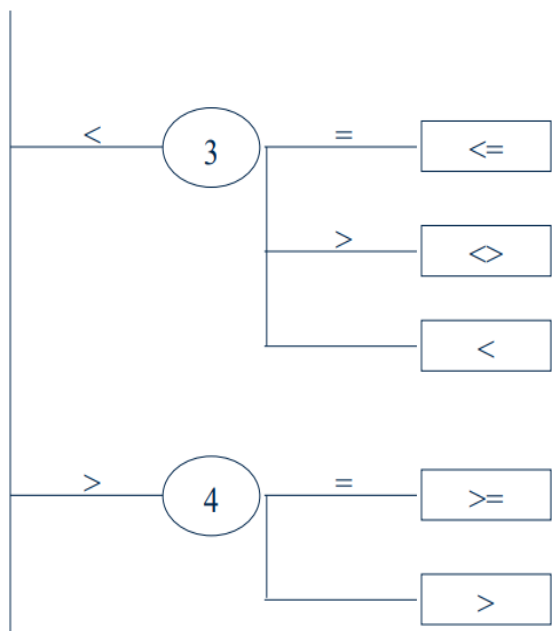 < 3 = <=
> <>
<
> 4 = >=
>